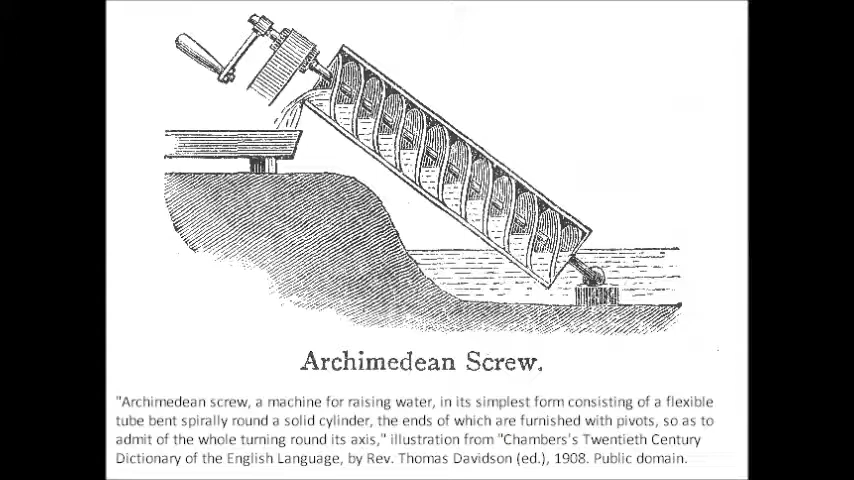 Archimedean Screw.
"Archimedean screw, a machine for raising water, in its simplest form consisting of a flexible
tube bent spirally round a solid cylinder, the ends of which are furnished with pivots, so as to
admit of the whole turning round its axis," illustration from "Chambers's Twentieth Century
Dictionary of the English Language, by Rev. Thomas Davidson (ed.), 1908. Public domain.